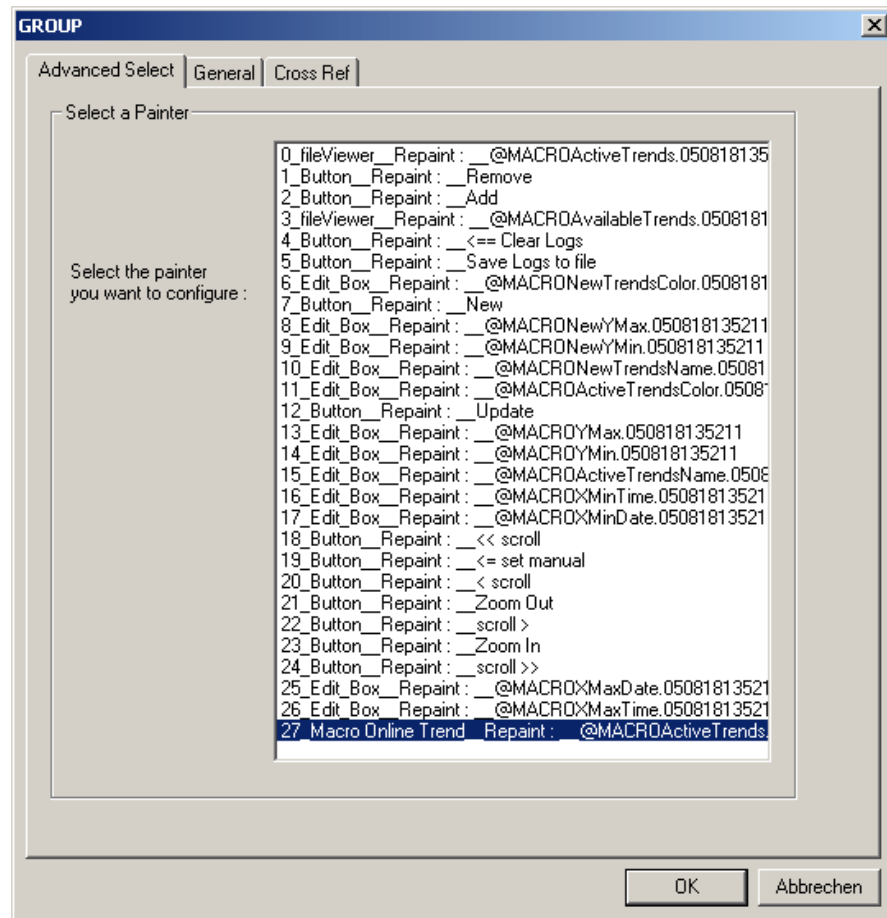 GROUP
Advanced Select General Cross Ref
Select a Painter
Select the painter
you want to configure :
0_fileViewer__Repaint : __@MACROActiveTrends.050818135
1_Button__Repaint : __Remove
2_Button__Repaint : __Add
3_fileViewer__Repaint : __@MACROAvailableTrends.0508181
4_Button__Repaint : __<== Clear Logs
5_Button__Repaint : __Save Logs to file
6_Edit_Box__Repaint : __@MACRONewTrendsColor.0508181
7_Button__Repaint : __New
8_Edit_Box__Repaint : __@MACRONewYMax.050818135211
9_Edit_Box__Repaint : __@MACRONewYMin.050818135211
10_Edit_Box__Repaint : __@MACRONewTrendsName.05081
11_Edit_Box__Repaint : __@MACROActiveTrendsColor.0508
12_Button__Repaint : __Update
13_Edit_Box__Repaint : __@MACROYMax.050818135211
14_Edit_Box__Repaint : __@MACROYMin.050818135211
15_Edit_Box__Repaint : __@MACROActiveTrendsName.0508
16_Edit_Box__Repaint : __@MACROXMinTime.05081813521
17_Edit_Box__Repaint : __@MACROXMinDate.05081813521
18_Button__Repaint : __<< scroll
19_Button__Repaint : __<= set manual
20_Button__Repaint : __< scroll
21_Button__Repaint : __Zoom Out
22_Button__Repaint : __scroll >
23_Button__Repaint : __Zoom In
24_Button__Repaint : __scroll >>
25_Edit_Box__Repaint : __@MACROXMaxDate.05081813521
26_Edit_Box__Repaint : __@MACROXMaxTime.05081813521
27_Macro Online Trend__Repaint : __@MACROActiveTrends.
OK Abbrechen